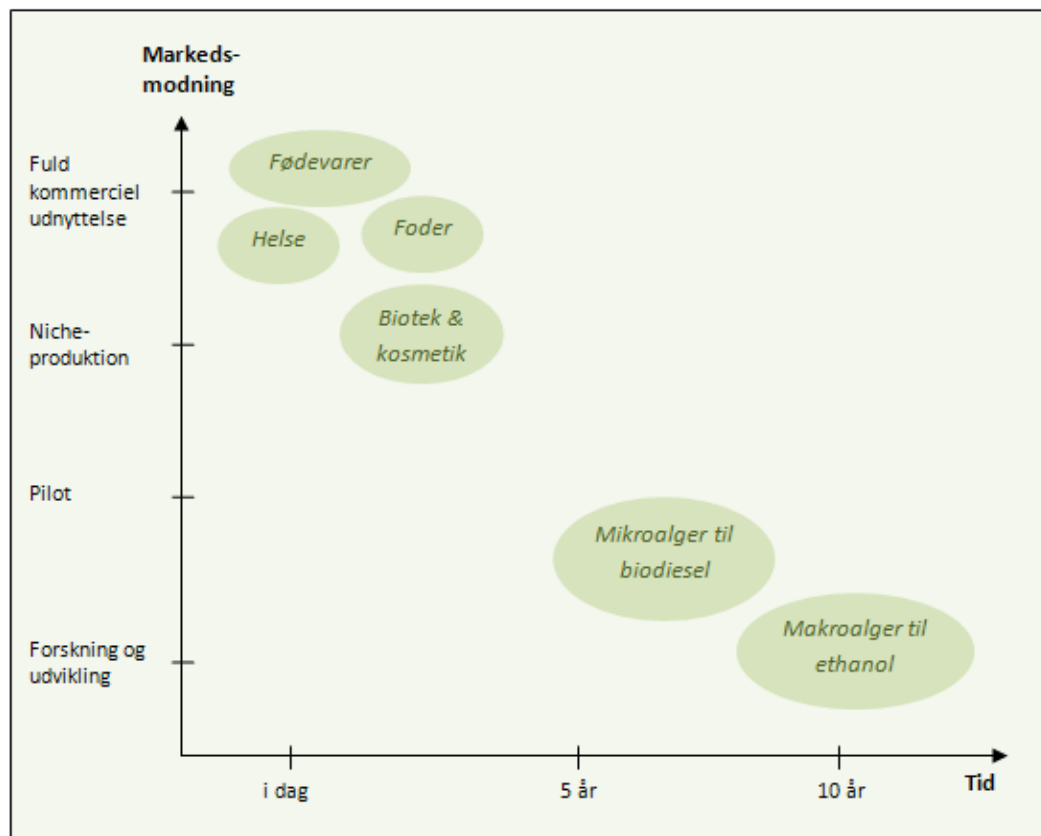 Markeds-
modning
Fuld
kommerciel
udnyttelse
Fødevarer
Helse
Foder
Niche-
produktion
Biotek &
kosmetik
Pilot
Mikroalger til
biodiesel
Forskning og
udvikling
Makroalger til
ethanol
i dag
5 år
10 år
Tid